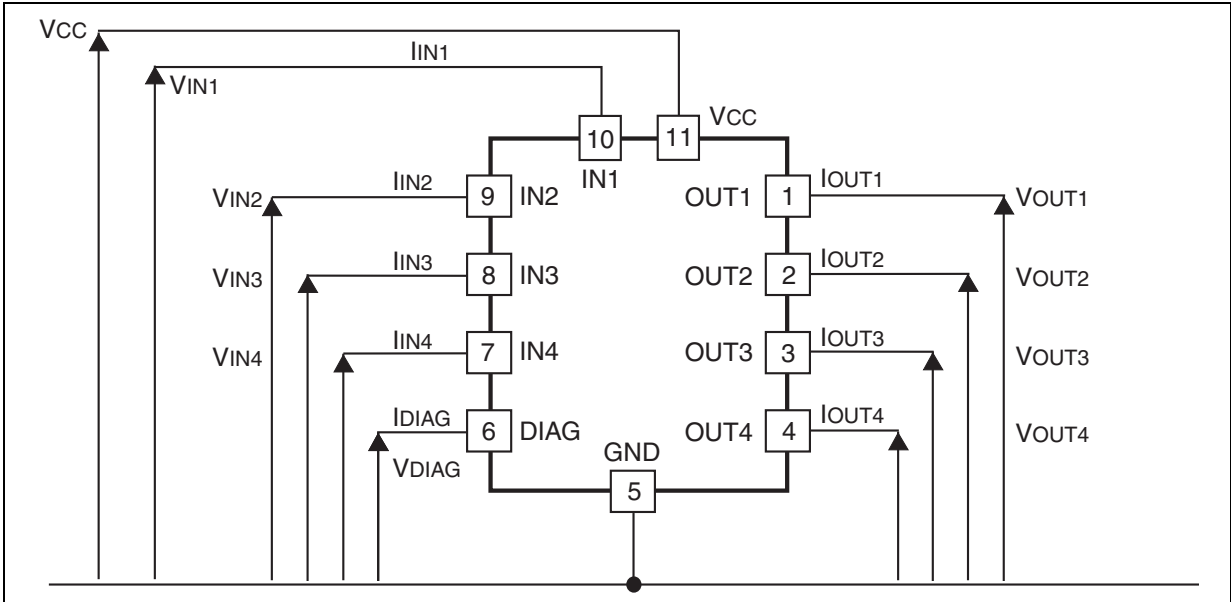 VCC
IIN1
VIN1
10
11
VCC
IN1
VIN2
IIN2
9
IN2
OUT1
1
IOUT1
VOUT1
VIN3
IIN3
8
IN3
OUT2
2
IOUT2
VOUT2
VIN4
IIN4
7
IN4
OUT3
3
IOUT3
VOUT3
IDIAG
6
DIAG
OUT4
4
IOUT4
VOUT4
VDIAG
GND
5